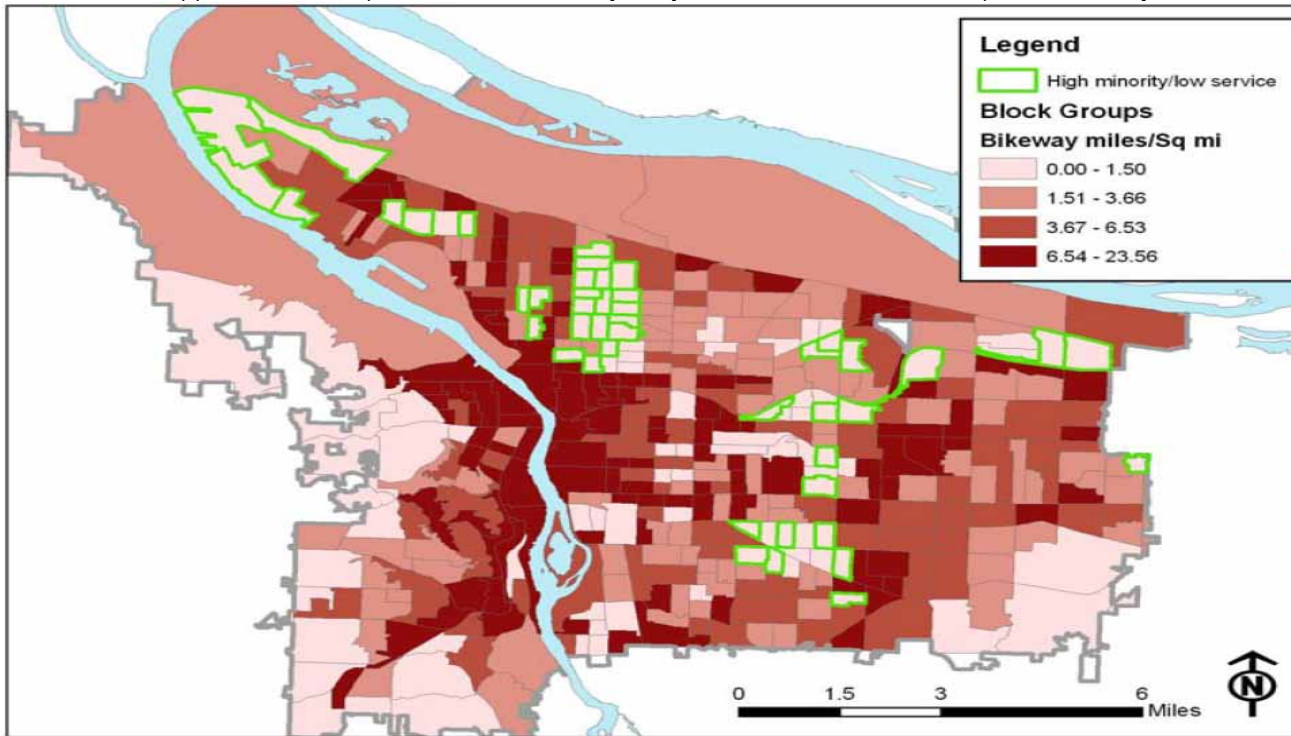 Legend
High minority/low service
Block Groups
Bikeway miles/Sq mi
0.00 - 1.50
1.51 - 3.66
3.67 - 6.53
6.54 - 23.56
N
0 1.5 3 6
Miles